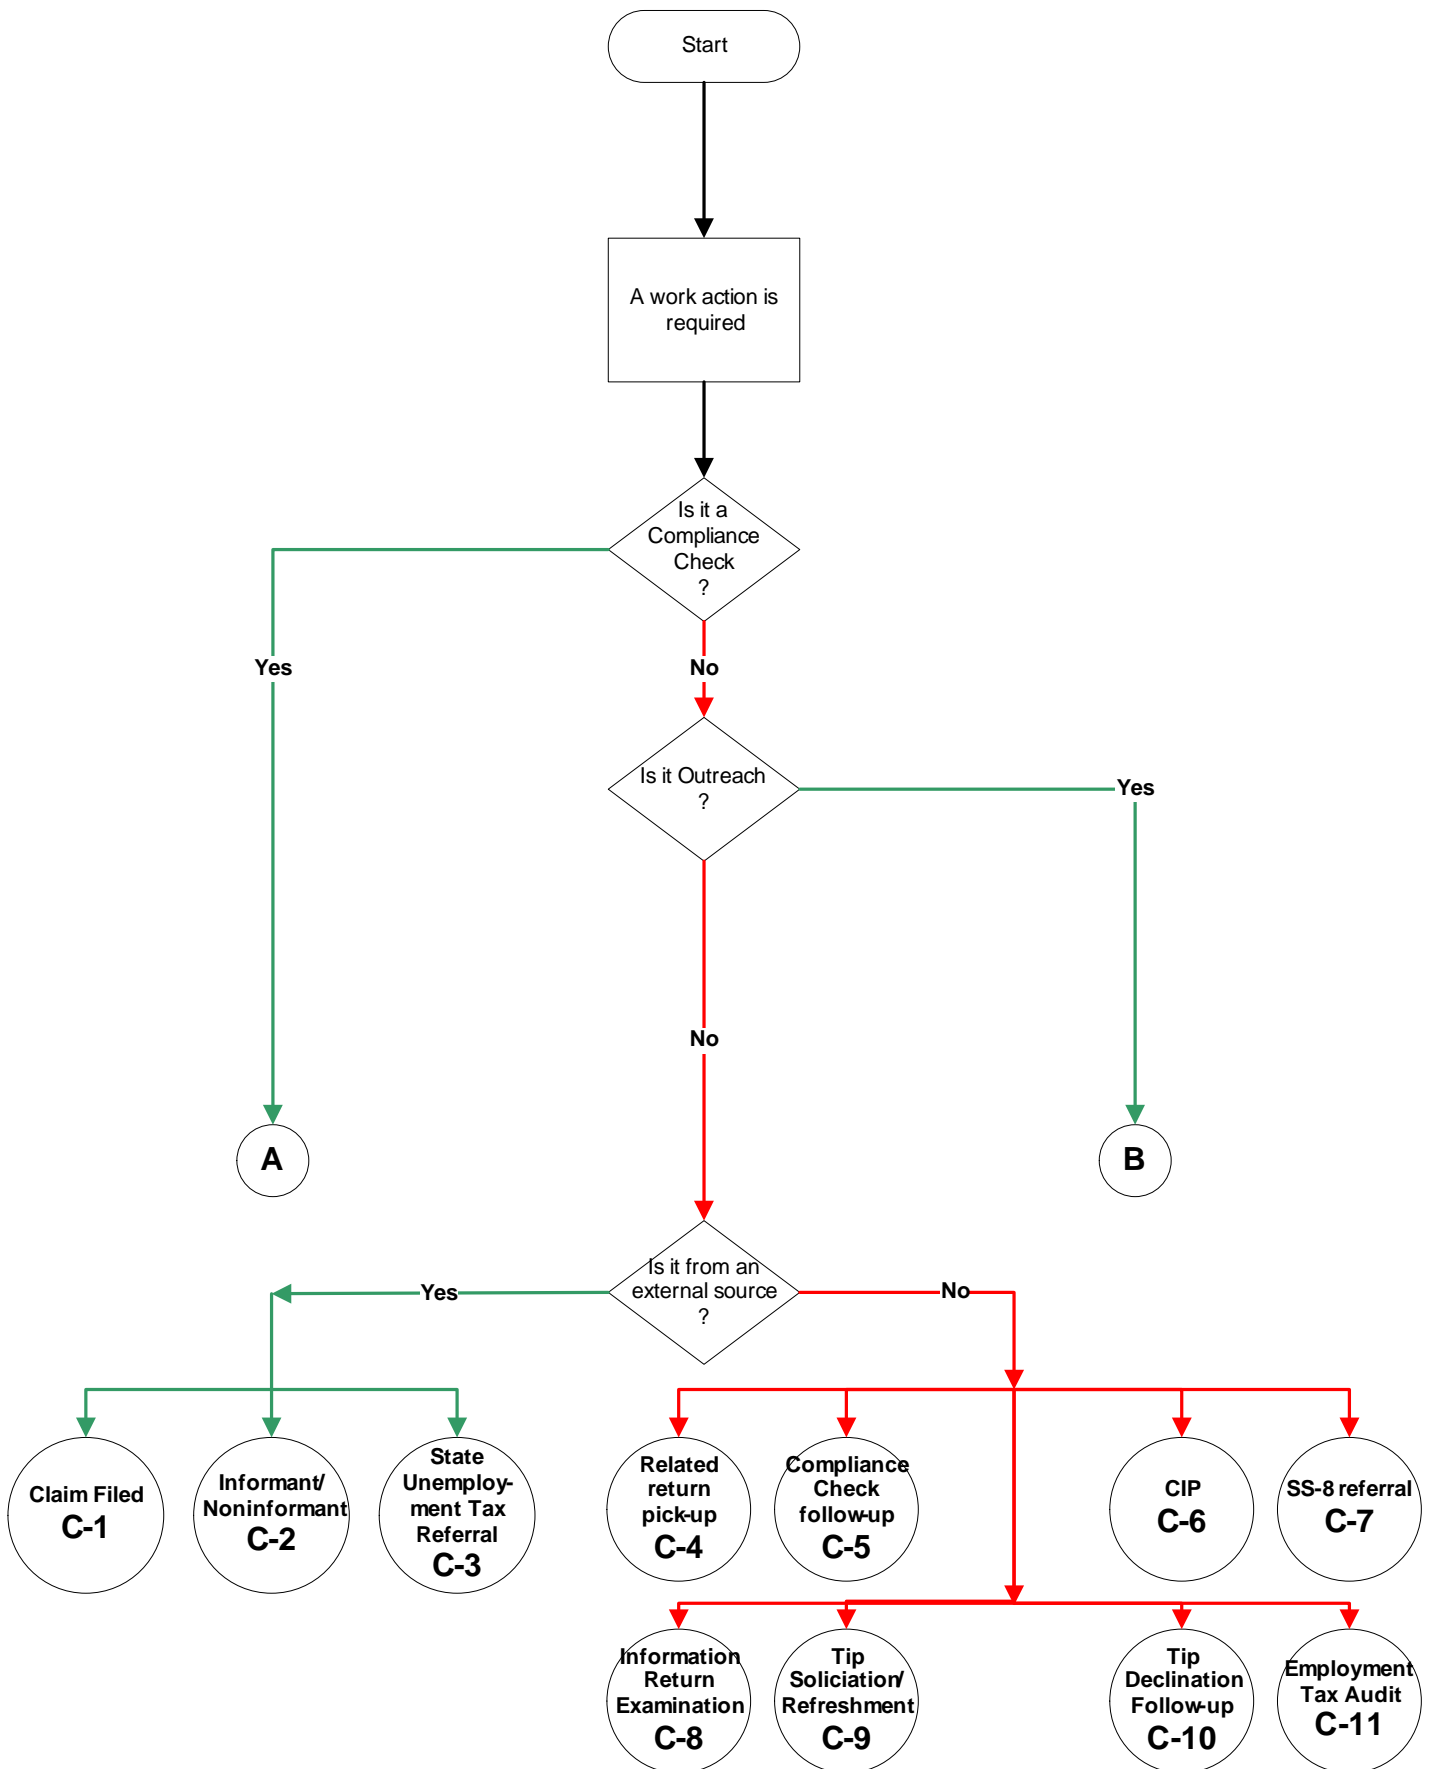 Start
A work action is
required
Is it a
Compliance
Check
?
Yes
No
Is it Outreach
?
Yes
No
A
B
Is it from an
external source
?
Yes
No
Claim Filed
C-1
Informant/
Noninformant
C-2
State
Unemploy-
ment Tax
Referral
C-3
Related
return
pick-up
C-4
Compliance
Check
follow-up
C-5
CIP
C-6
SS-8 referral
C-7
Information
Return
Examination
C-8
Tip
Soliciation/
Refreshment
C-9
Tip
Declination
Follow-up
C-10
Employment
Tax Audit
C-11